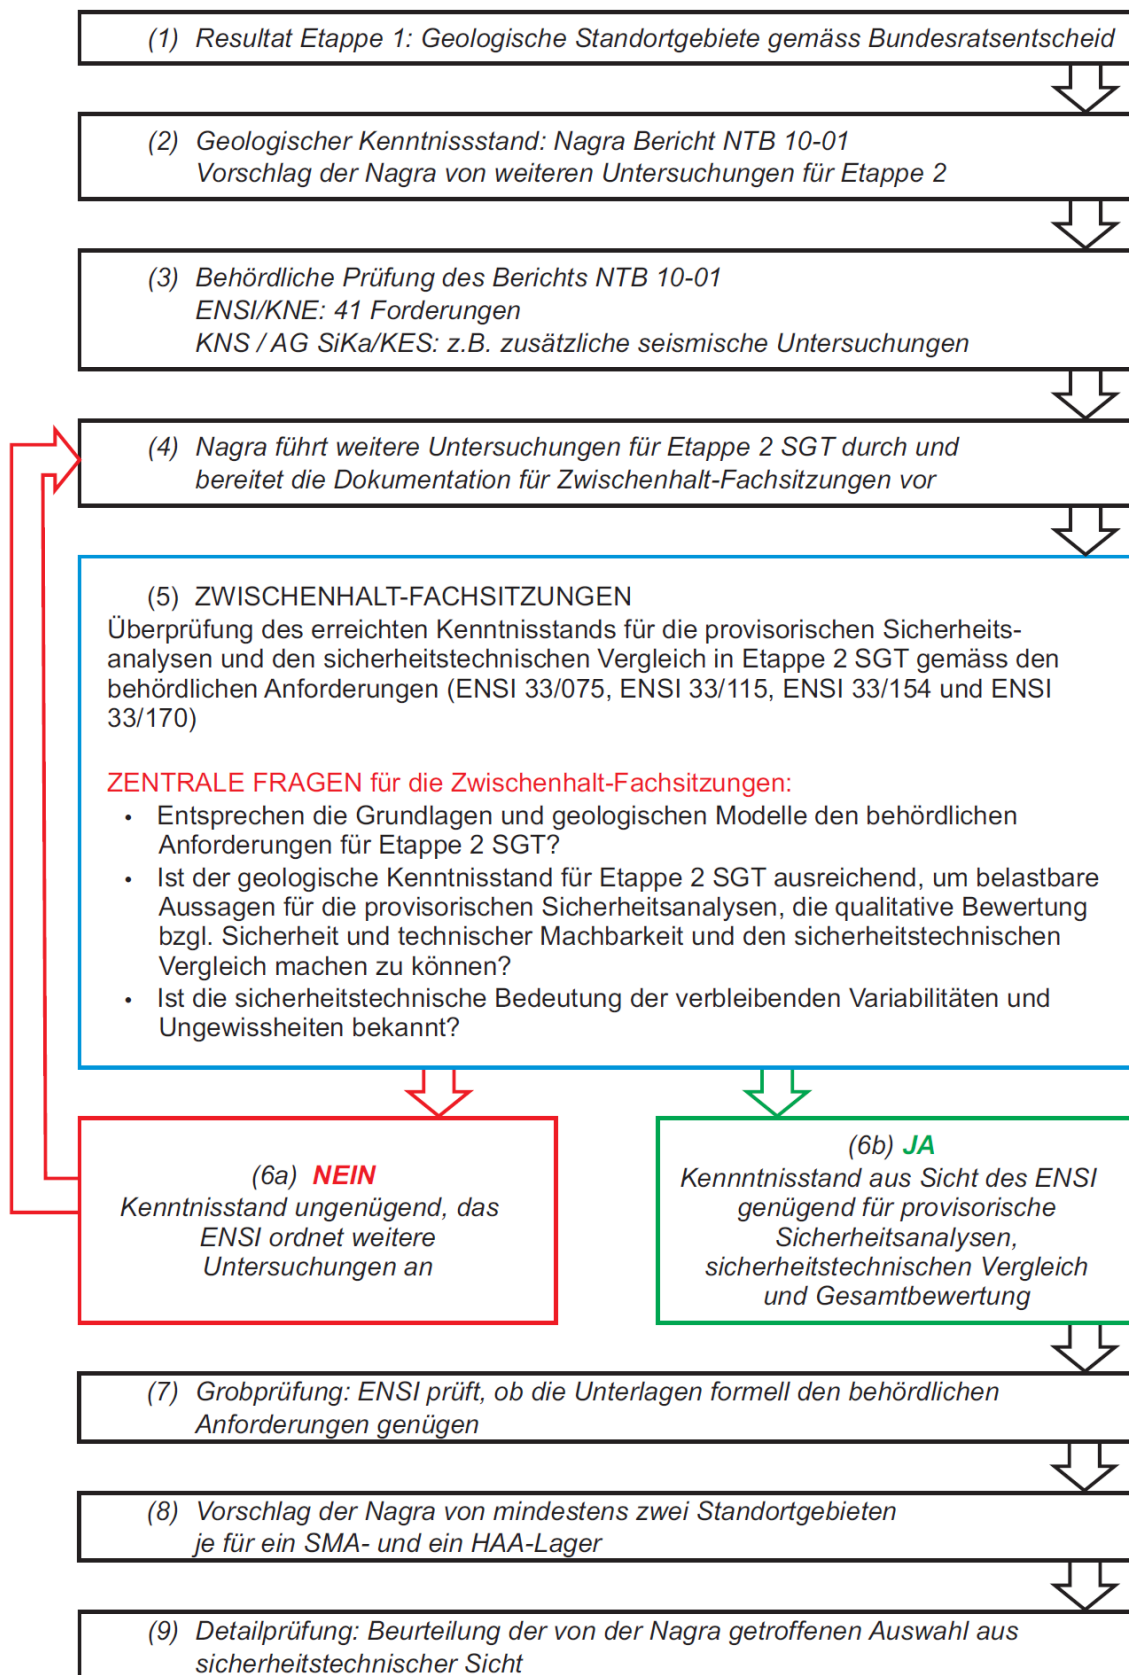 (1) Resultat Etappe 1: Geologische Standortgebiete gemäss Bundesratsentscheid
(2) Geologischer Kenntnissstand: Nagra Bericht NTB 10-01
Vorschlag der Nagra von weiteren Untersuchungen für Etappe 2
(3) Behördliche Prüfung des Berichts NTB 10-01
ENSI/KNE: 41 Forderungen
KNS / AG SiKa/KES: z.B. zusätzliche seismische Untersuchungen
(4) Nagra führt weitere Untersuchungen für Etappe 2 SGT durch und
bereitet die Dokumentation für Zwischenhalt-Fachsitzungen vor
(5) ZWISCHENHALT-FACHSITZUNGEN
Überprüfung des erreichten Kenntnisstands für die provisorischen Sicherheits-
analysen und den sicherheitstechnischen Vergleich in Etappe 2 SGT gemäss den
behördlichen Anforderungen (ENSI 33/075, ENSI 33/115, ENSI 33/154 und ENSI
33/170)
ZENTRALE FRAGEN für die Zwischenhalt-Fachsitzungen:
• Entsprechen die Grundlagen und geologischen Modelle den behördlichen
Anforderungen für Etappe 2 SGT?
• Ist der geologische Kenntnisstand für Etappe 2 SGT ausreichend, um belastbare
Aussagen für die provisorischen Sicherheitsanalysen, die qualitative Bewertung
bzgl. Sicherheit und technischer Machbarkeit und den sicherheitstechnischen
Vergleich machen zu können?
• Ist die sicherheitstechnische Bedeutung der verbleibenden Variabilitäten und
Ungewissheiten bekannt?
(6a) NEIN
Kenntnisstand ungenügend, das
ENSI ordnet weitere
Untersuchungen an
(6b) JA
Kennntnisstand aus Sicht des ENSI
genügend für provisorische
Sicherheitsanalysen,
sicherheitstechnischen Vergleich
und Gesamtbewertung
(7) Grobprüfung: ENSI prüft, ob die Unterlagen formell den behördlichen
Anforderungen genügen
(8) Vorschlag der Nagra von mindestens zwei Standortgebieten
je für ein SMA- und ein HAA-Lager
(9) Detailprüfung: Beurteilung der von der Nagra getroffenen Auswahl aus
sicherheitstechnischer Sicht